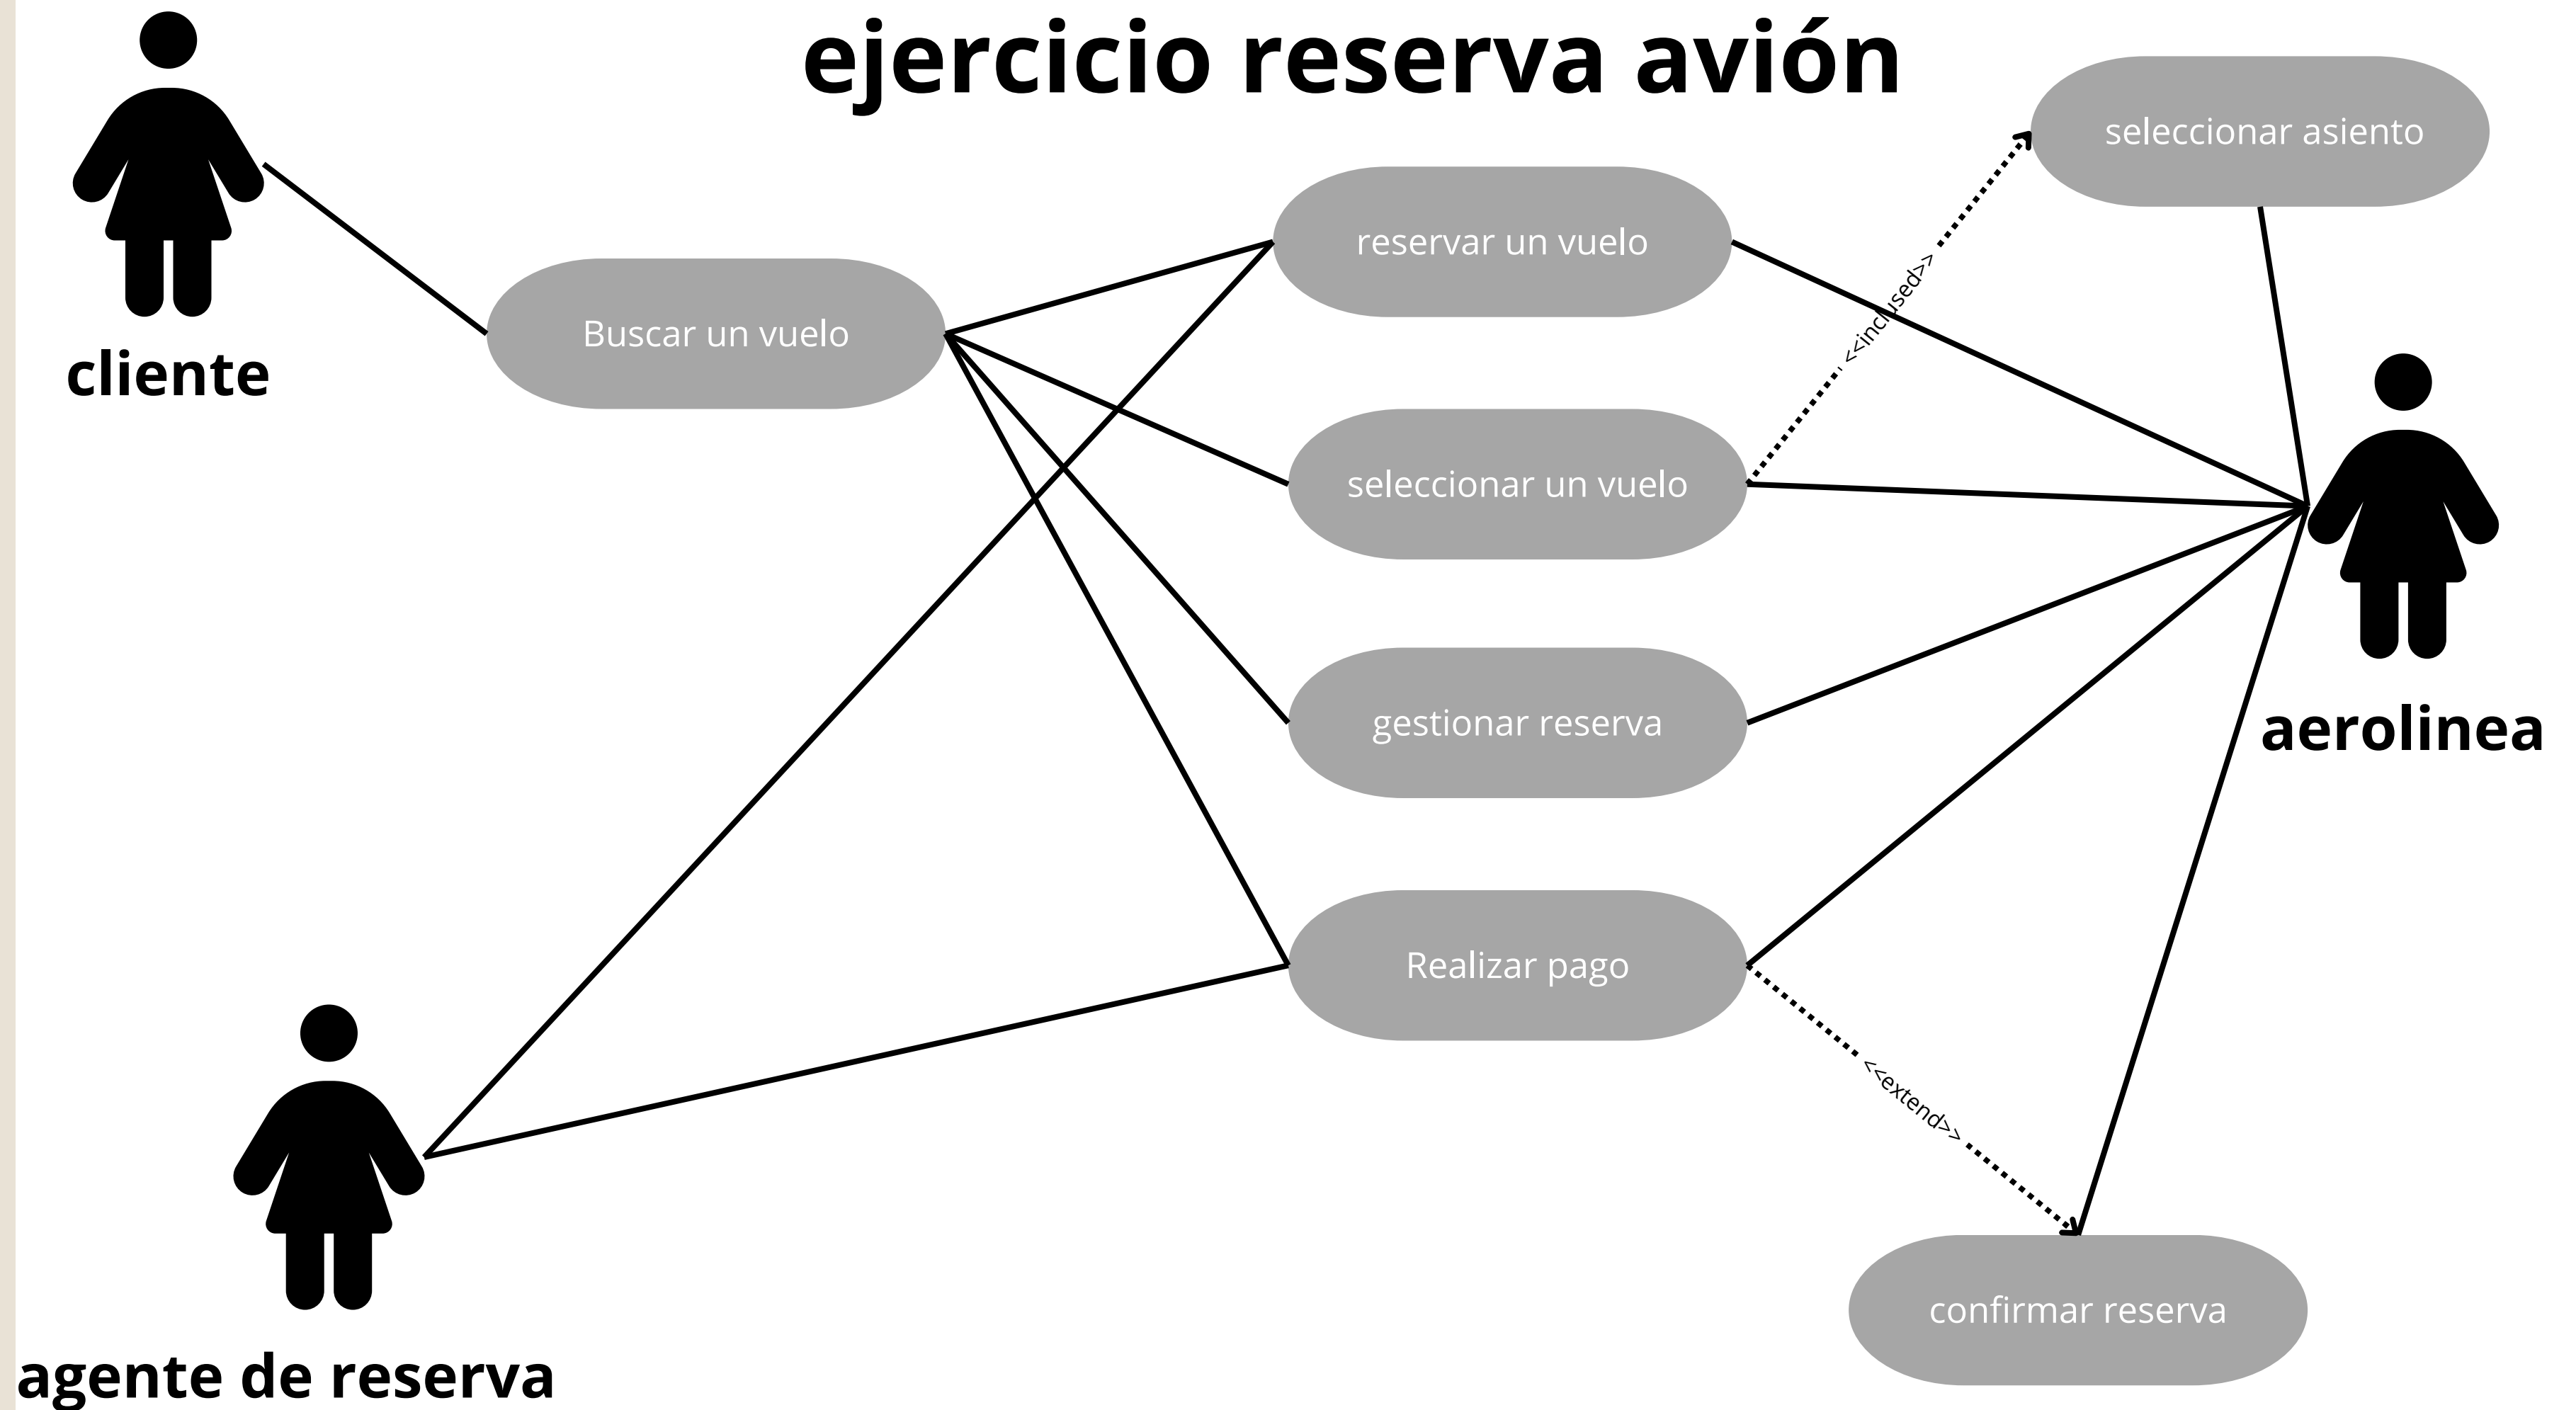 ejercicio reserva avión
seleccionar asiento
reservar un vuelo
<<inclused>>
Buscar un vuelo
cliente
seleccionar un vuelo
gestionar reserva
aerolinea
Realizar pago
<<extend>>
confirmar reserva
agente de reserva